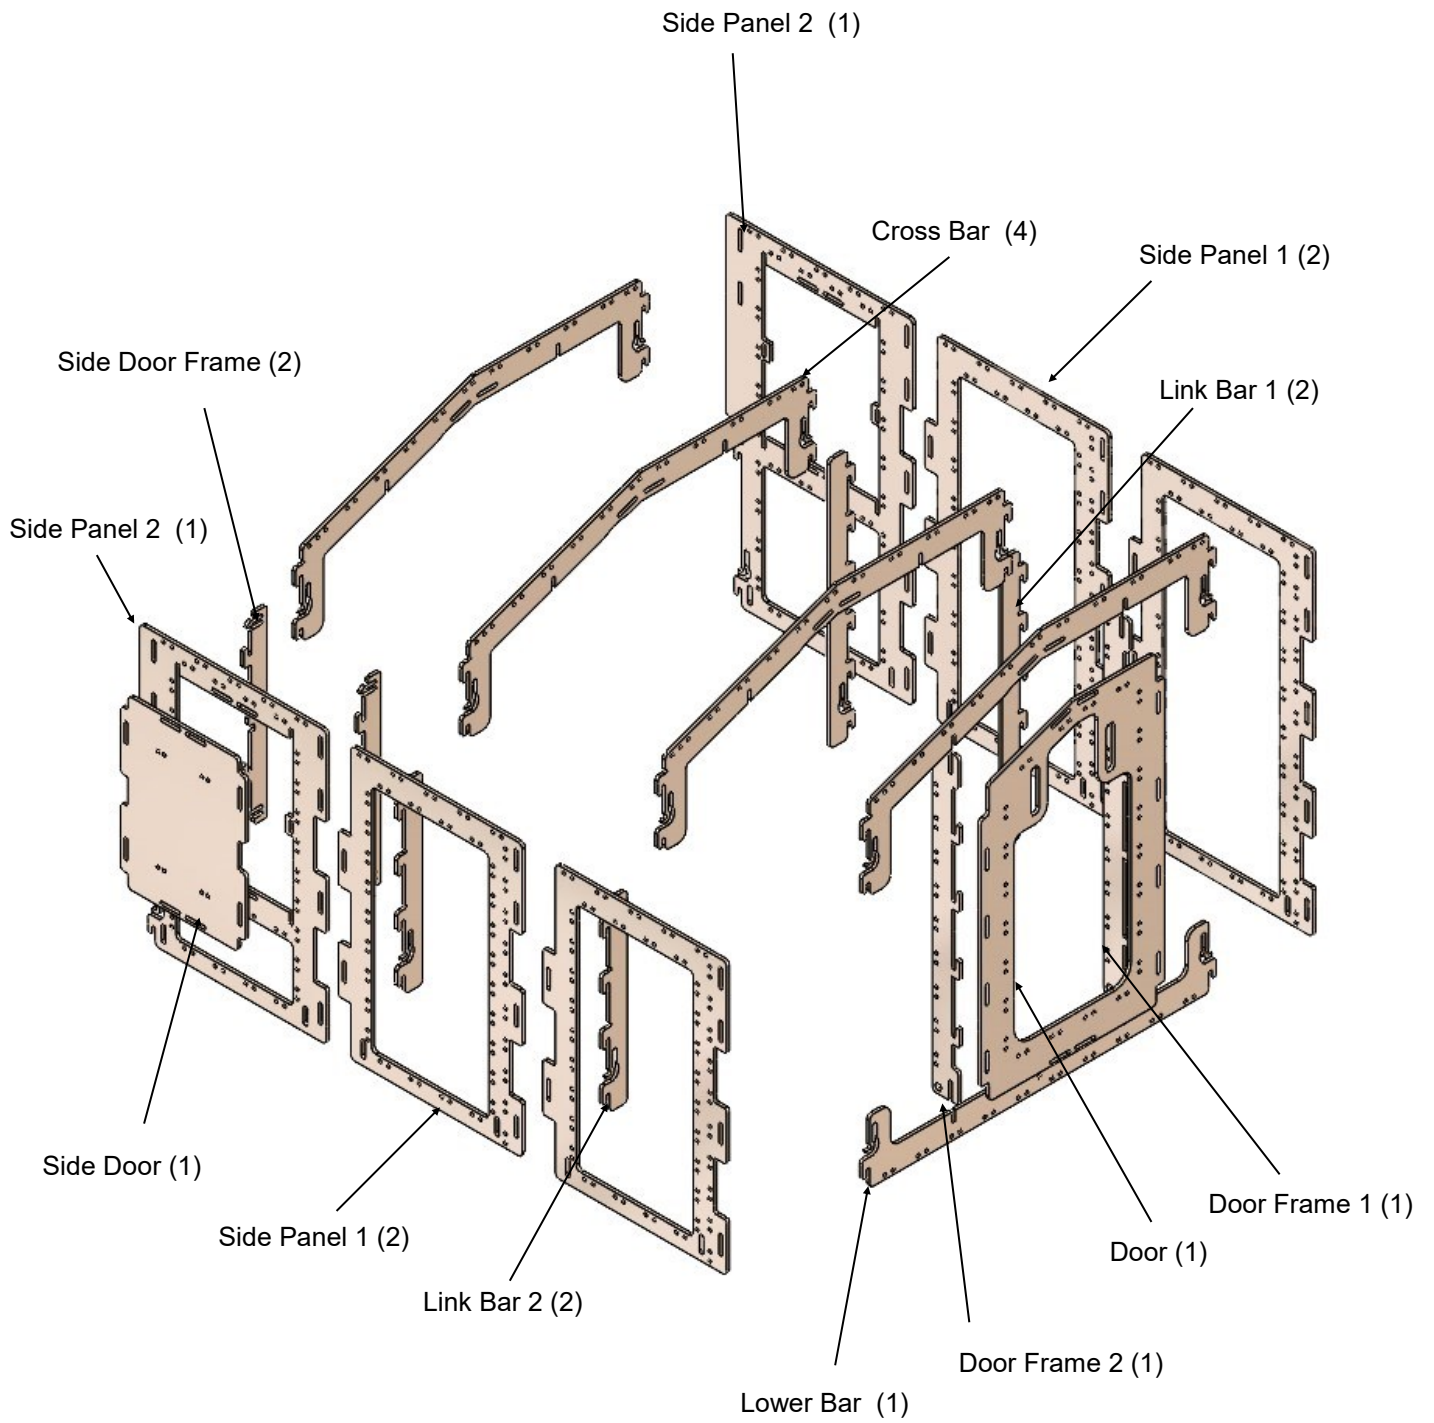 Side Panel 2  (1)
Cross Bar  (4)
Side Panel 1 (2)
Side Door Frame (2)
Link Bar 1 (2)
Side Panel 2  (1)
Side Door (1)
Side Panel 1 (2)
Link Bar 2 (2)
Door Frame 1 (1)
Door (1)
Door Frame 2 (1)
Lower Bar  (1)